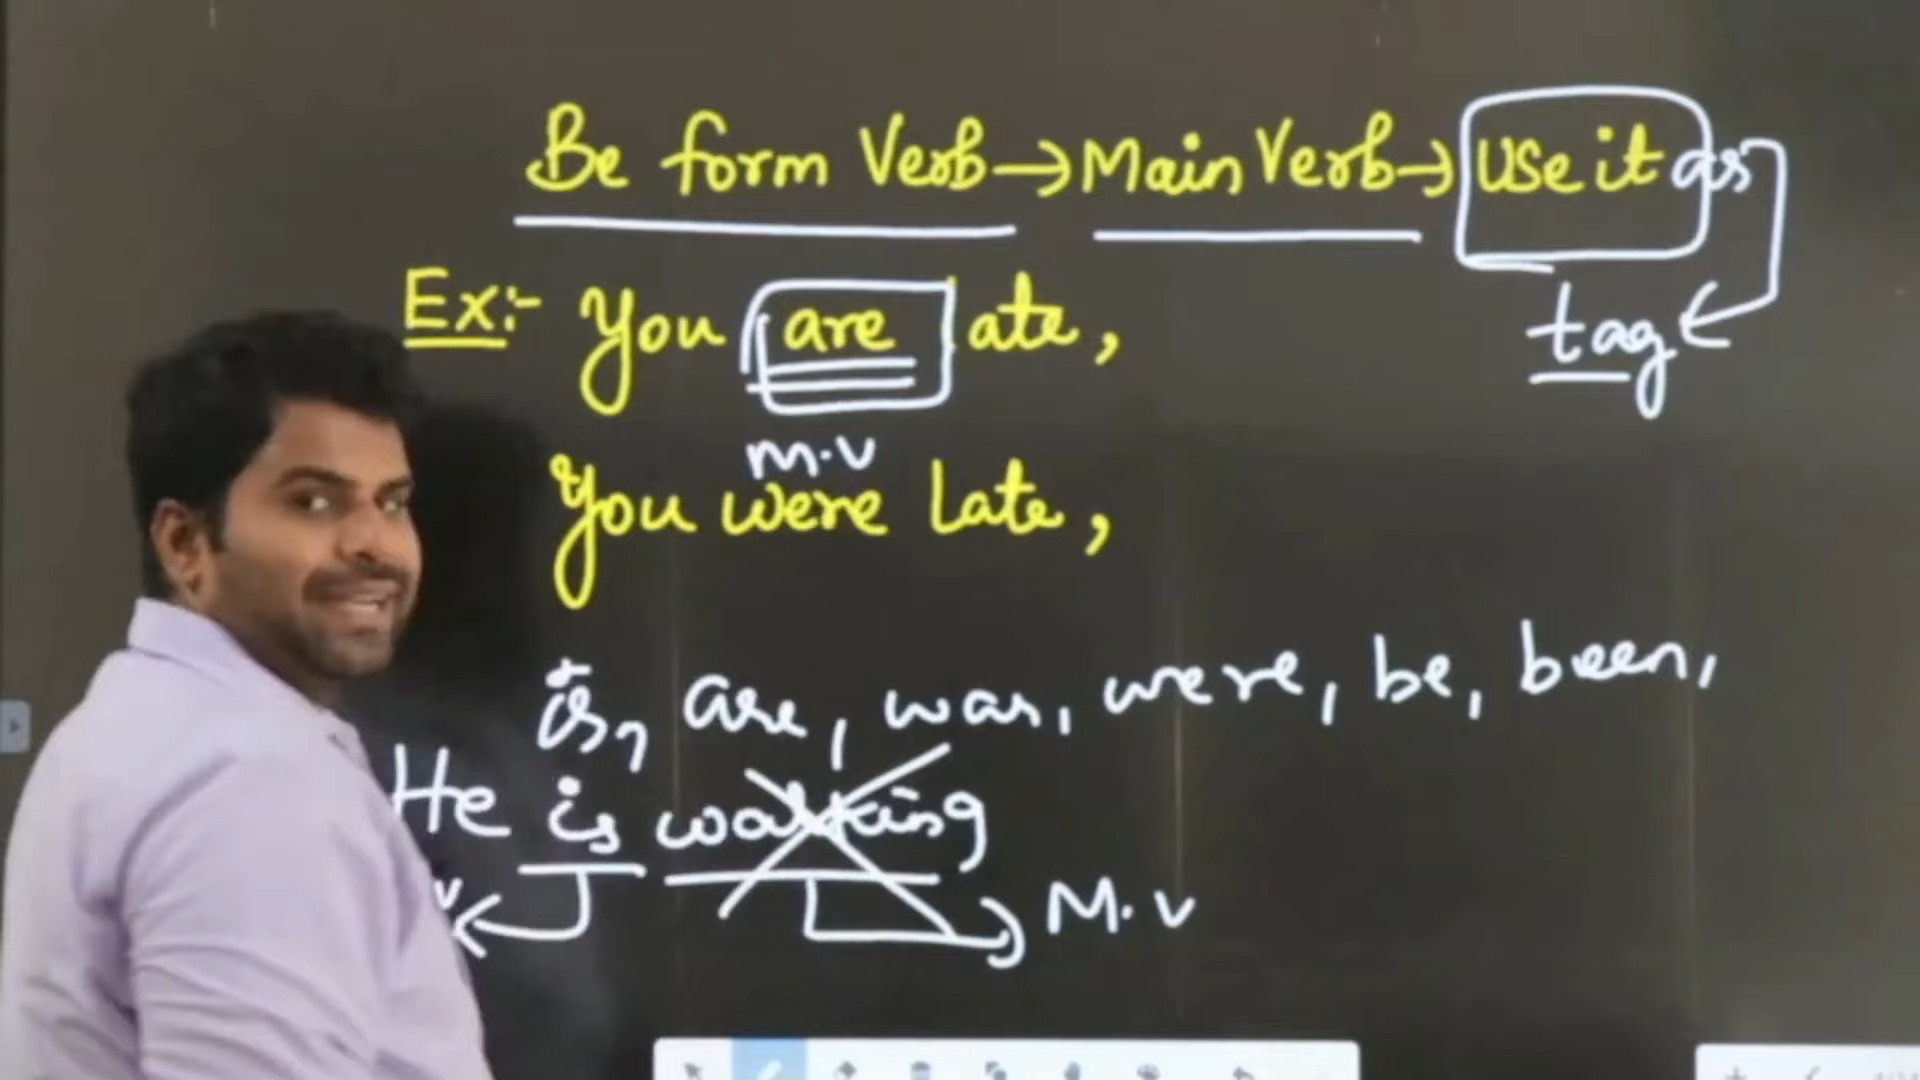 Be form Verb → Main Verb → Use it as
tag
Ex:- You are late,
M.V
You were late,
is, are, was, were, be, been,
He is walking
V M.V